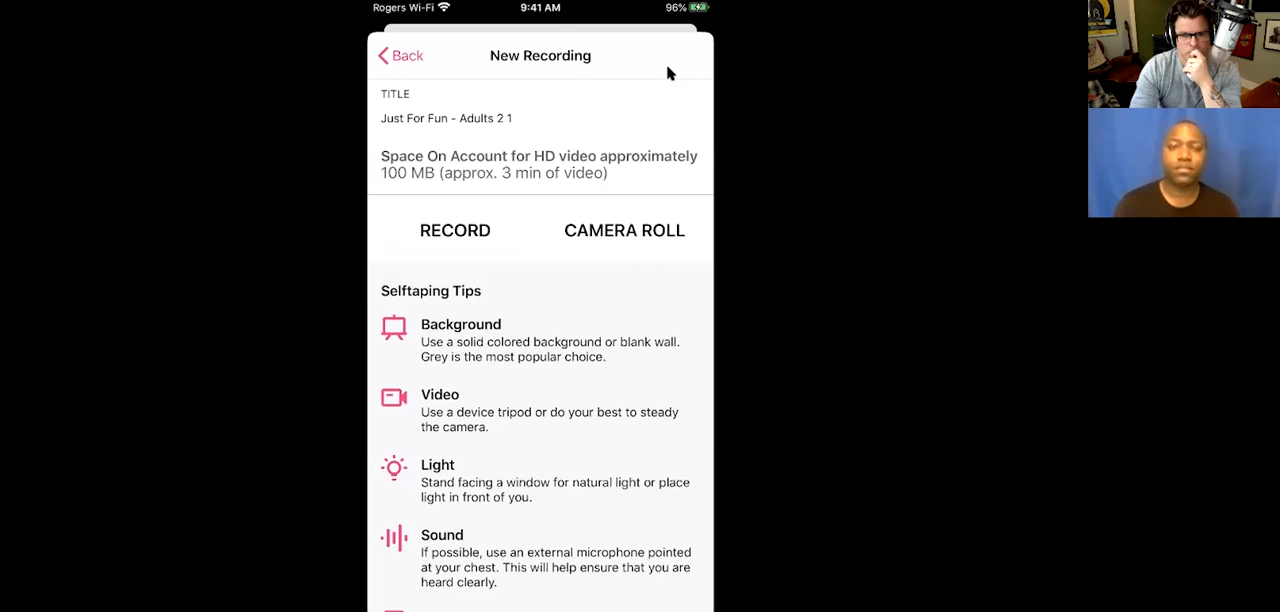 Rogers Wi-Fi 9:41 AM 96%
Back New Recording
TITLE
Just For Fun - Adults 2 1
Space On Account for HD video approximately
100 MB (approx. 3 min of video)
RECORD CAMERA ROLL
Selftaping Tips
Background
Use a solid colored background or blank wall.
Grey is the most popular choice.
Video
Use a device tripod or do your best to steady
the camera.
Light
Stand facing a window for natural light or place
light in front of you.
Sound
If possible, use an external microphone pointed
at your chest. This will help ensure that you are
heard clearly.